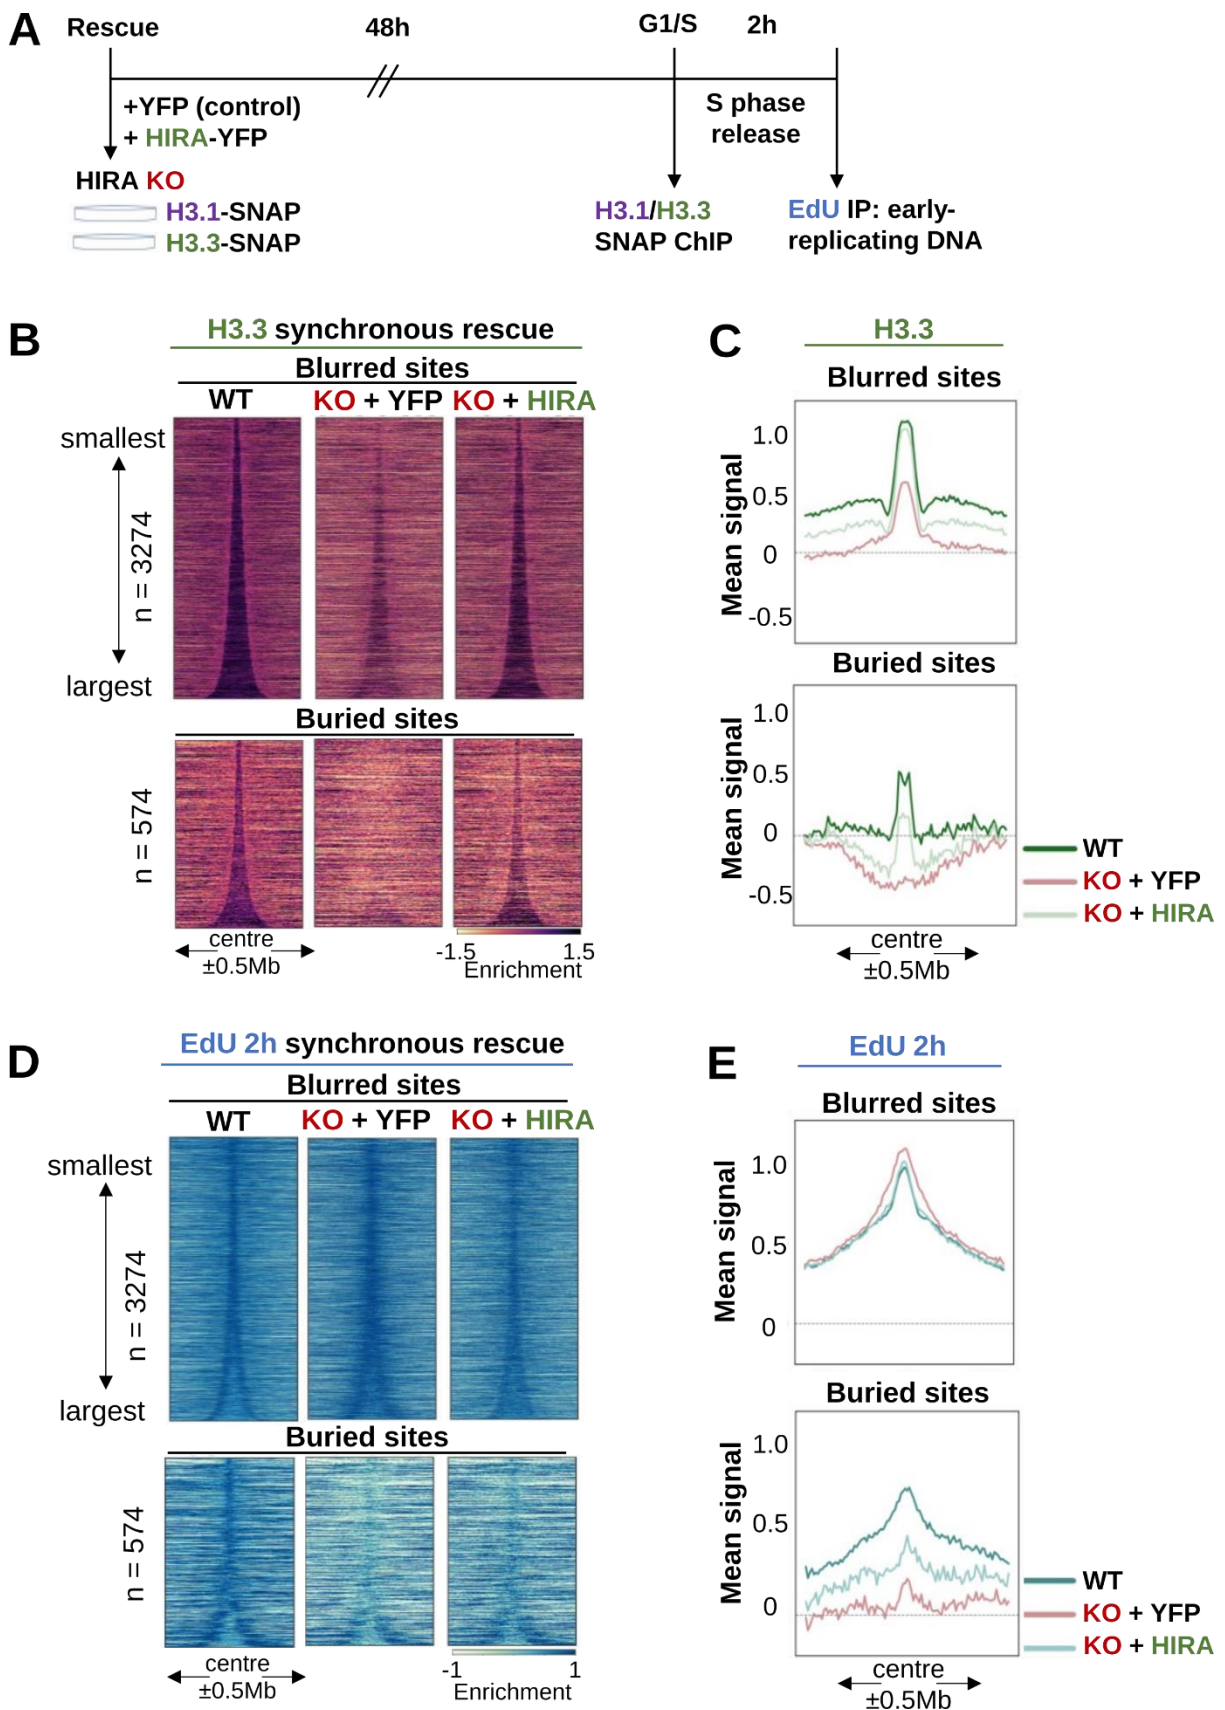 A
Rescue
48h
G1/S
2h
+YFP (control)
+ HIRA-YFP
S phase
release
HIRA KO
H3.1-SNAP
H3.3-SNAP
H3.1/H3.3
SNAP ChIP
EdU IP: early-
replicating DNA
B
H3.3 synchronous rescue
Blurred sites
WT
KO + YFP
KO + HIRA
smallest
n = 3274
largest
Buried sites
n = 574
centre
±0.5Mb
-1.5
1.5
Enrichment
C
H3.3
Blurred sites
Mean signal
1.0
0.5
0
-0.5
Buried sites
Mean signal
1.0
0.5
0
-0.5
WT
KO + YFP
KO + HIRA
centre
±0.5Mb
D
EdU 2h synchronous rescue
Blurred sites
WT
KO + YFP
KO + HIRA
smallest
n = 3274
largest
Buried sites
n = 574
centre
±0.5Mb
-1
1
Enrichment
E
EdU 2h
Blurred sites
Mean signal
1.0
0.5
0
Buried sites
Mean signal
1.0
0.5
0
WT
KO + YFP
KO + HIRA
centre
±0.5Mb